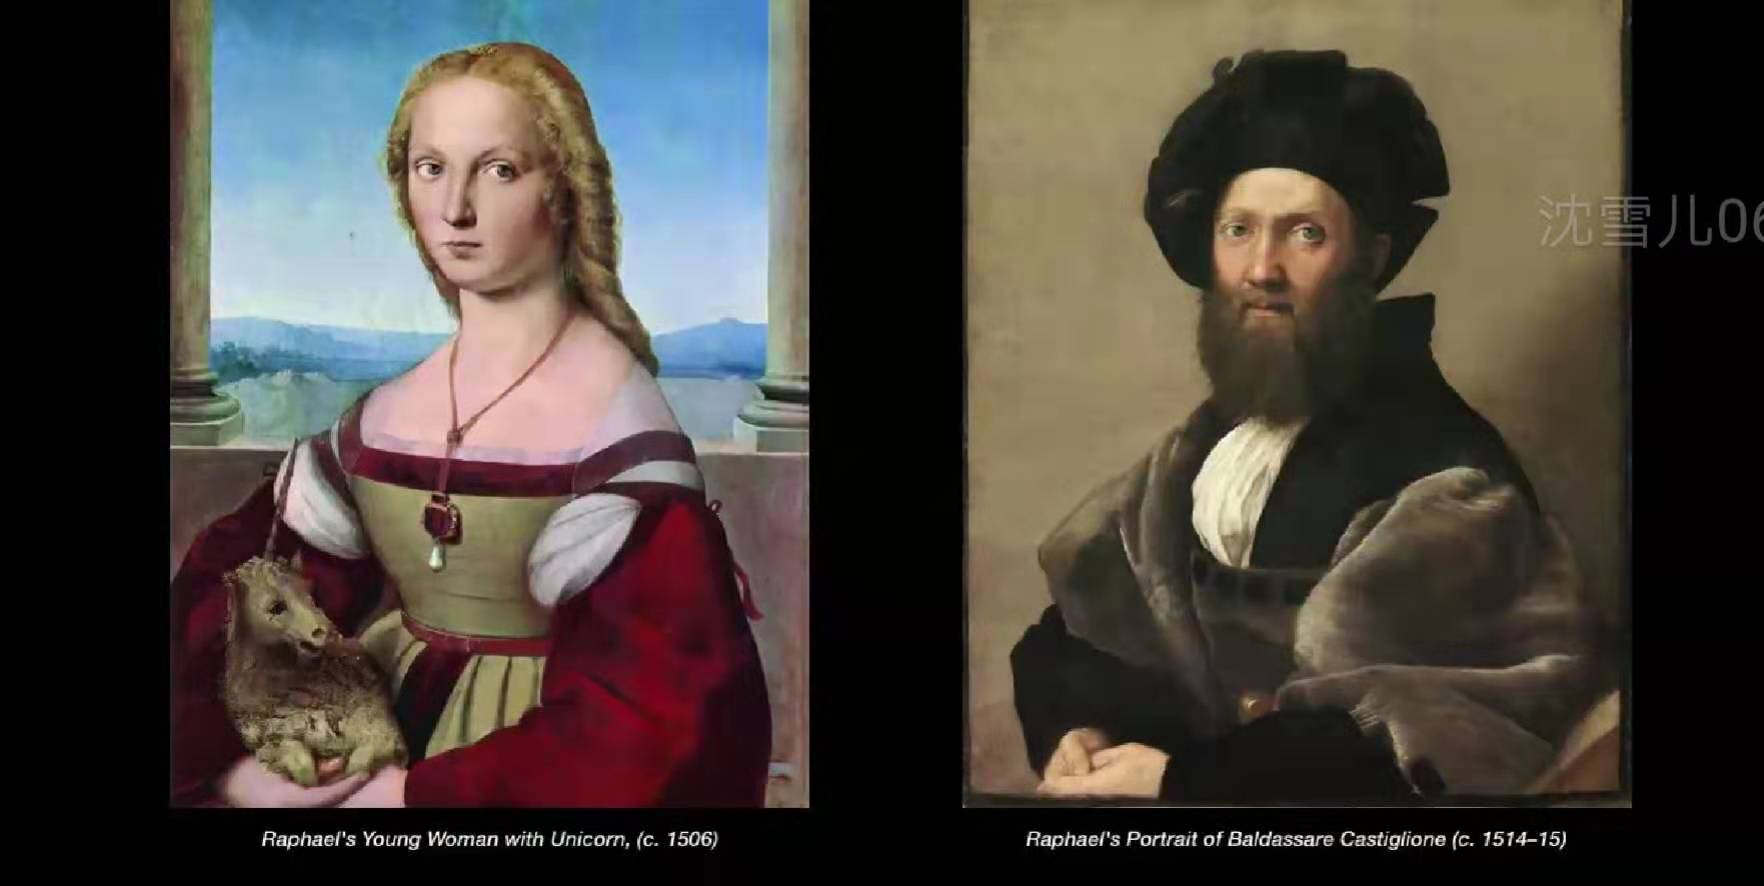 沈雪儿06
Raphael's Young Woman with Unicorn, (c. 1506)
Raphael's Portrait of Baldassare Castiglione (c. 1514–15)